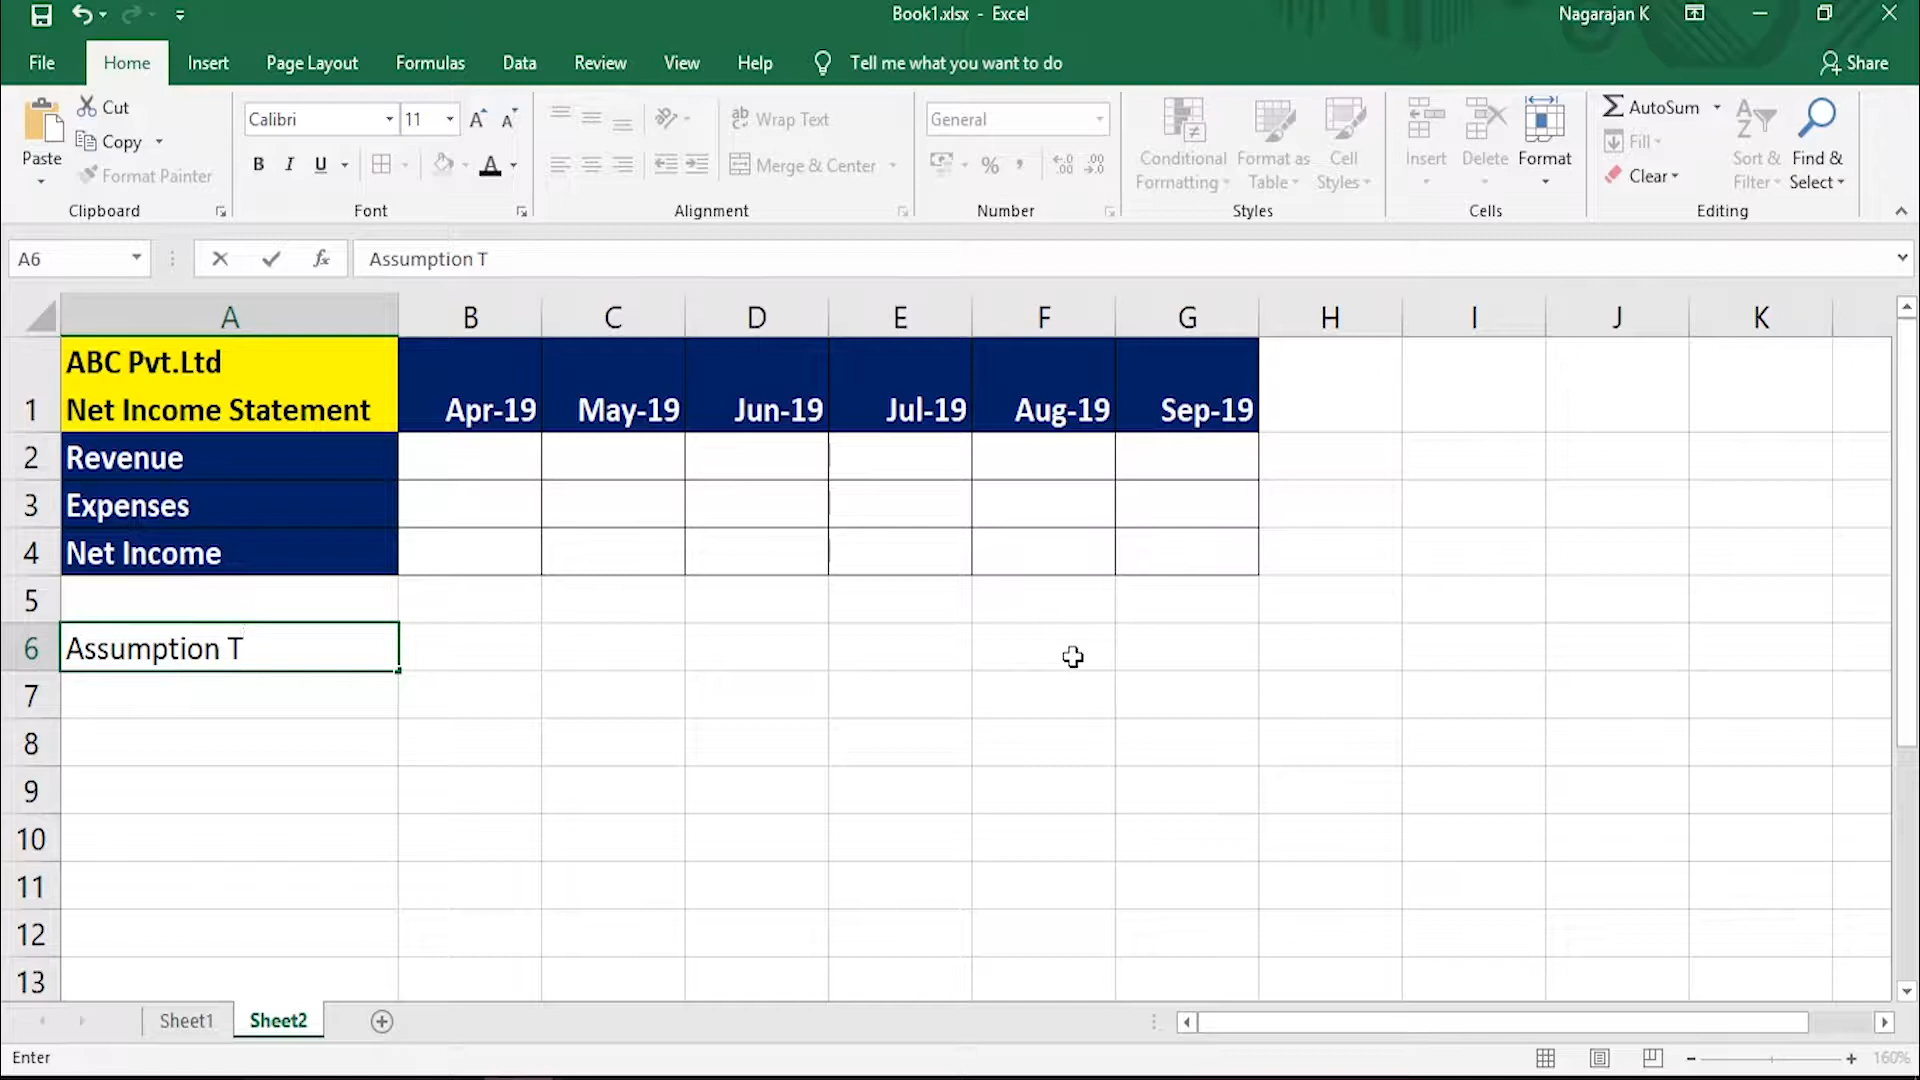 Book1.xlsx - Excel
Nagarajan K
File Home Insert Page Layout Formulas Data Review View Help Tell me what you want to do Share
Paste
Cut
Copy
Format Painter
Clipboard
Calibri 11
B I U
Font
Wrap Text
Merge & Center
Alignment
General
Number
Conditional Formatting
Format as Table
Cell Styles
Styles
Insert Delete Format
Cells
AutoSum
Fill
Clear
Sort & Filter
Find & Select
Editing
A6 fx Assumption T
A B C D E F G H I J K
ABC Pvt.Ltd
1 Net Income Statement Apr-19 May-19 Jun-19 Jul-19 Aug-19 Sep-19
2 Revenue
3 Expenses
4 Net Income
5
6 Assumption T
7
8
9
10
11
12
13
Sheet1 Sheet2
Enter 160%